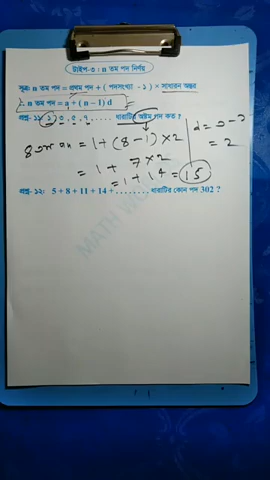 টাইপ-৩ : n তম পদ নির্ণয়
সূত্র: n তম পদ = প্রথম পদ + ( পদসংখ্যা - ১ ) × সাধারন অন্তর
∴ n তম পদ = a + ( n – 1 ) d
প্রশ্ন- ১১: ১, ৩, ৫, ৭ . . . . . . ধারাটির অষ্টম পদ কত ?
8 তম পদ = 1 + (8 – 1) × 2
d = ৩ - ১
= 2
= 1 + 7 × 2
= 1 + 14 = 15
প্রশ্ন- ১২: 5 + 8 + 11 + 14 + . . . . . . . . ধারাটির কোন পদ 302 ?